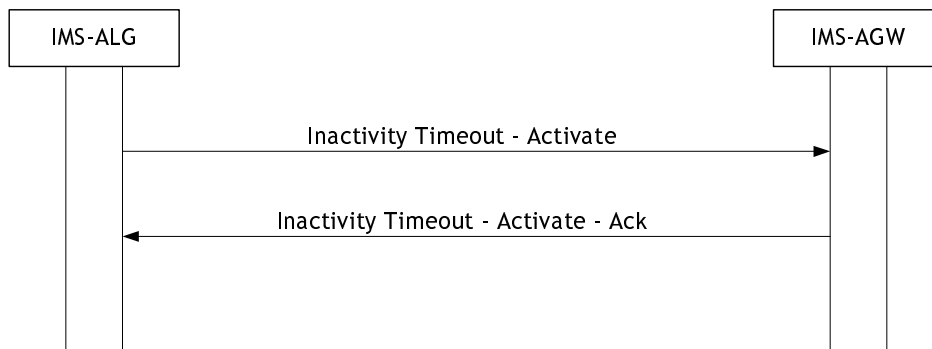 IMS-ALG
IMS-AGW
Inactivity Timeout - Activate
Inactivity Timeout - Activate - Ack